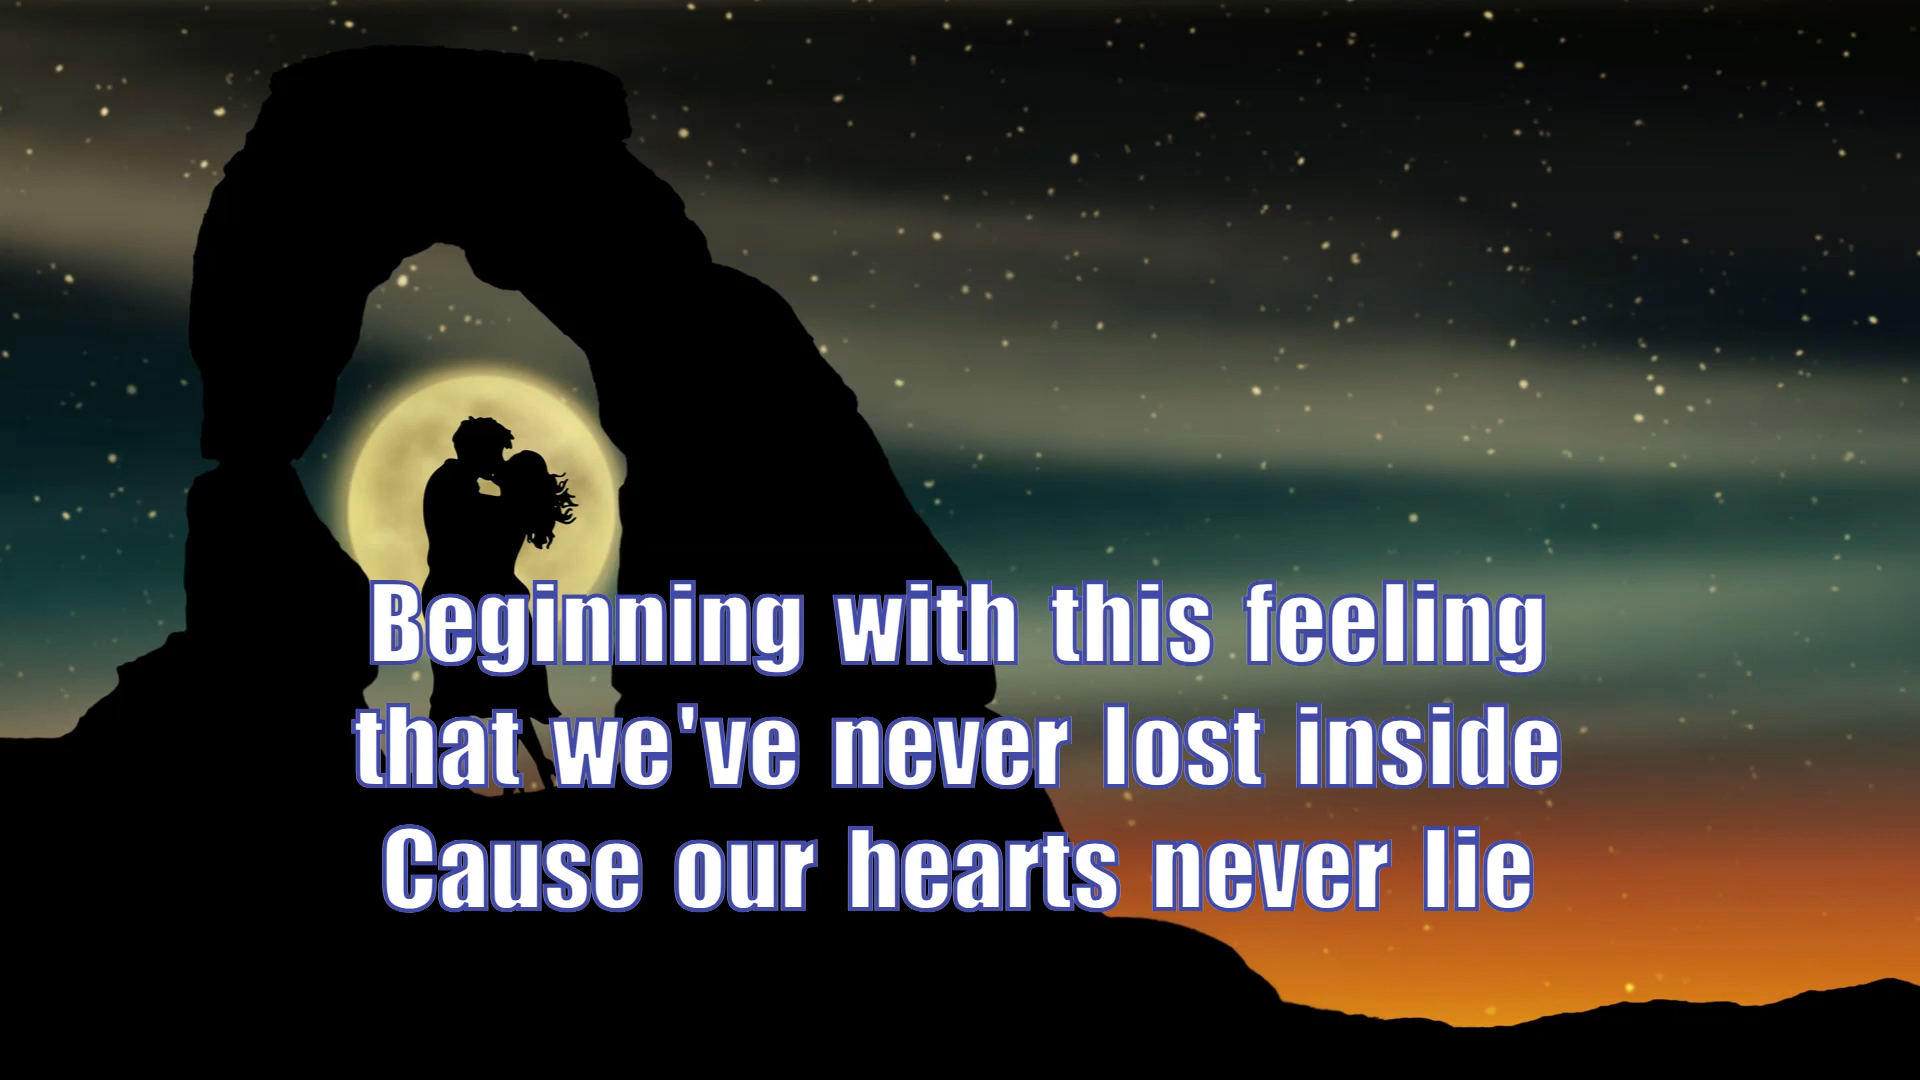 Beginning with this feeling
that we've never lost inside
Cause our hearts never lie